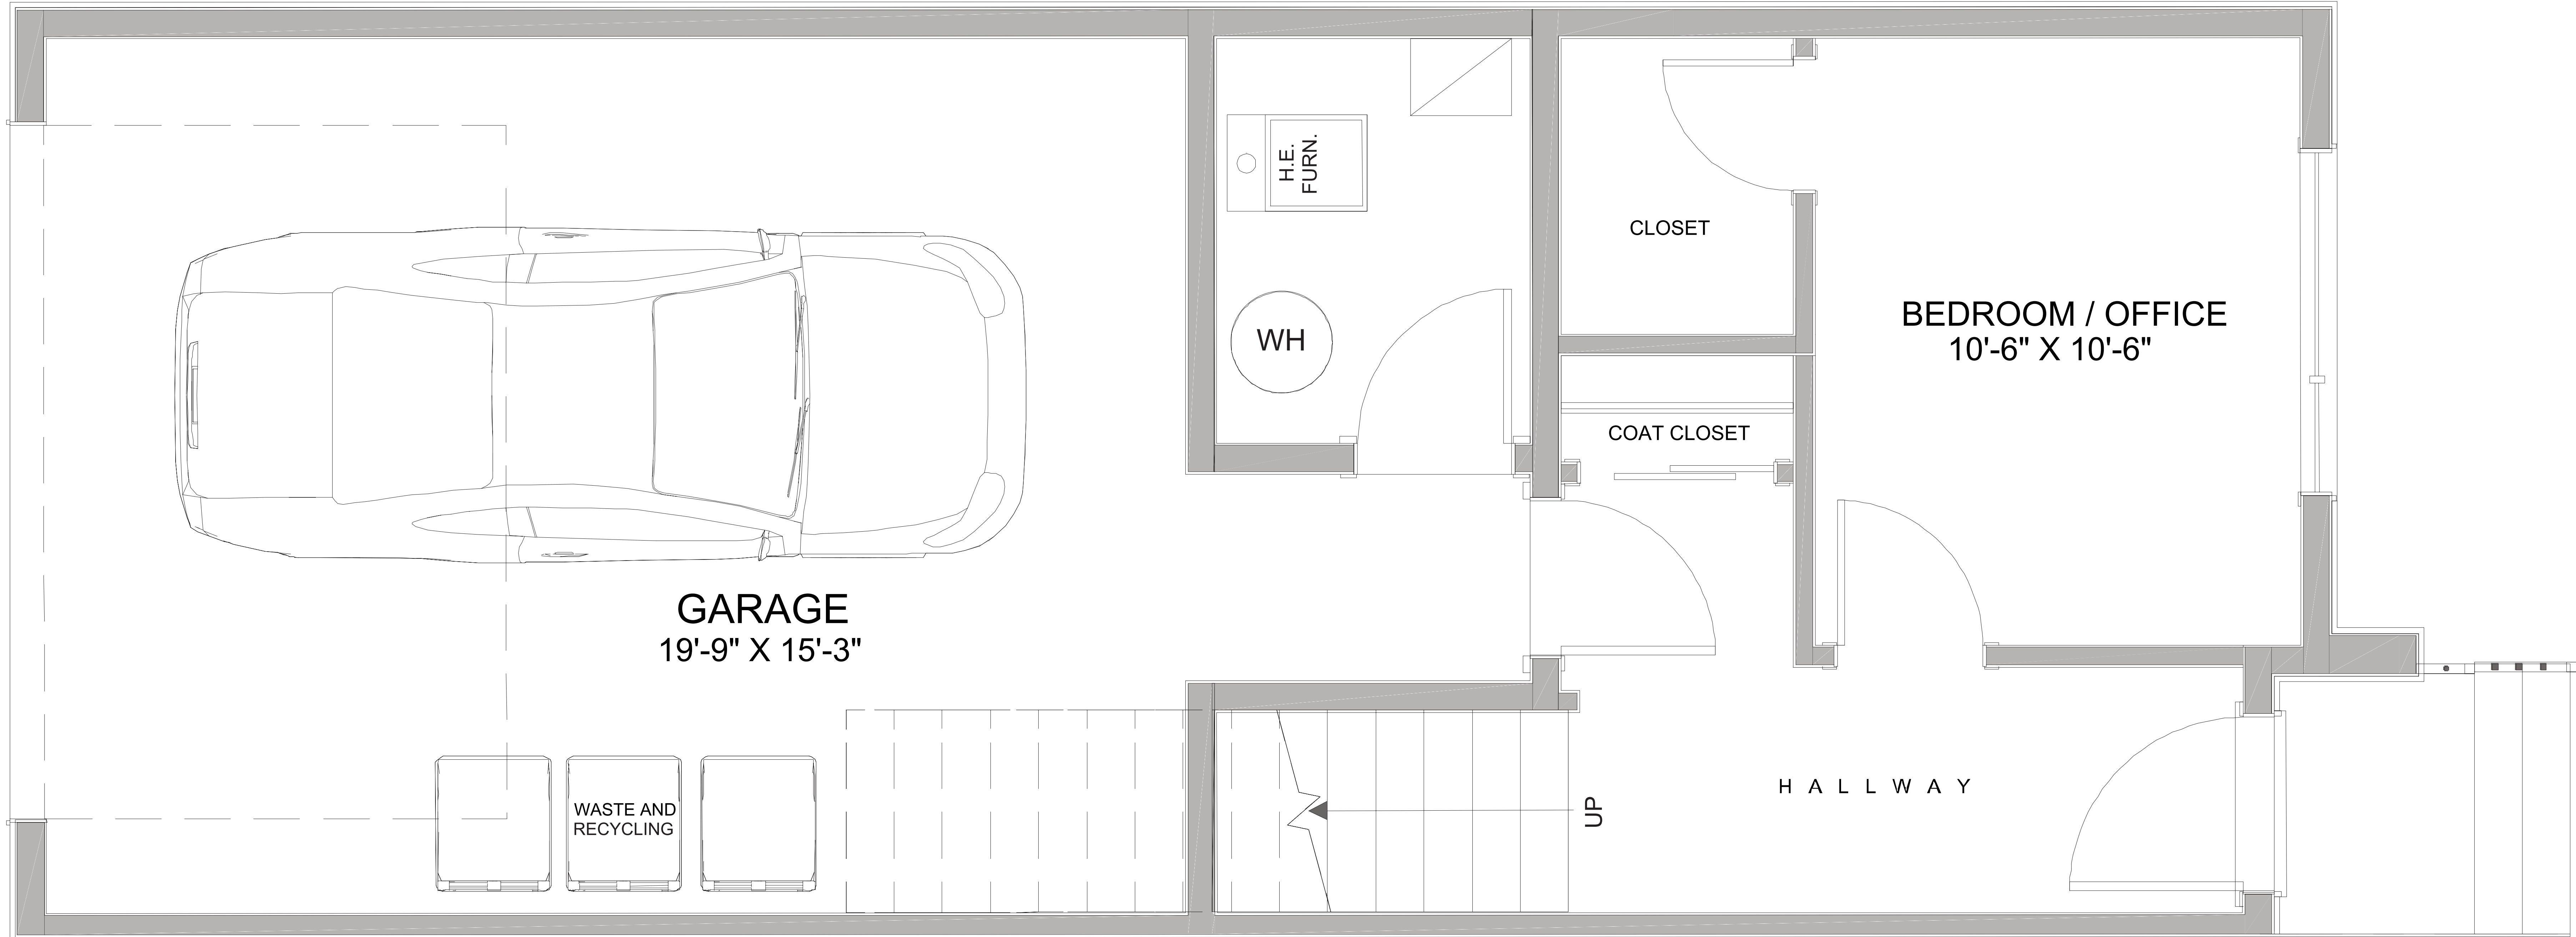 H.E.
FURN.
WH
CLOSET
COAT CLOSET
BEDROOM / OFFICE
10'-6" X 10'-6"
GARAGE
19'-9" X 15'-3"
WASTE AND
RECYCLING
UP
HALLWAY